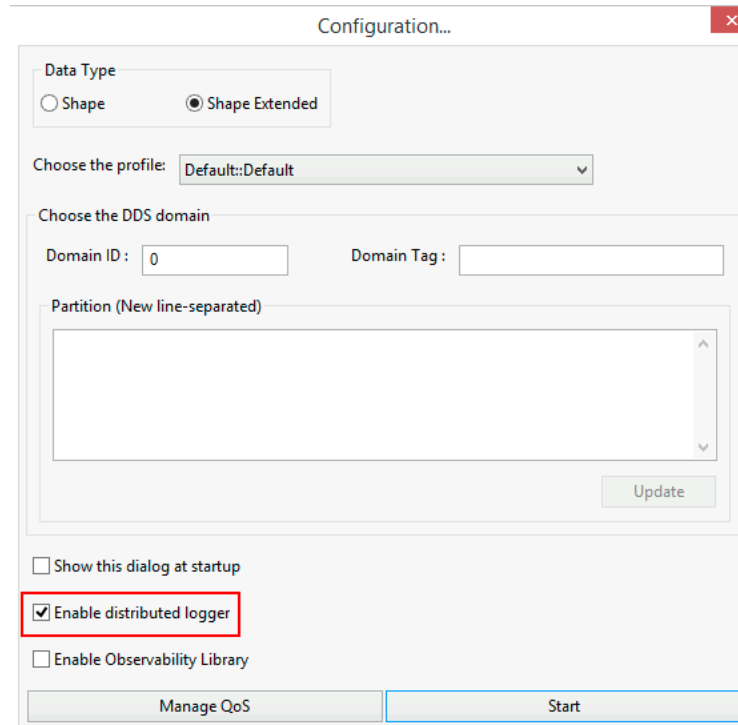 Configuration...
Data Type
Shape
Shape Extended
Choose the profile:
Default::Default
Choose the DDS domain
Domain ID :
0
Domain Tag :
Partition (New line-separated)
Update
Show this dialog at startup
Enable distributed logger
Enable Observability Library
Manage QoS
Start